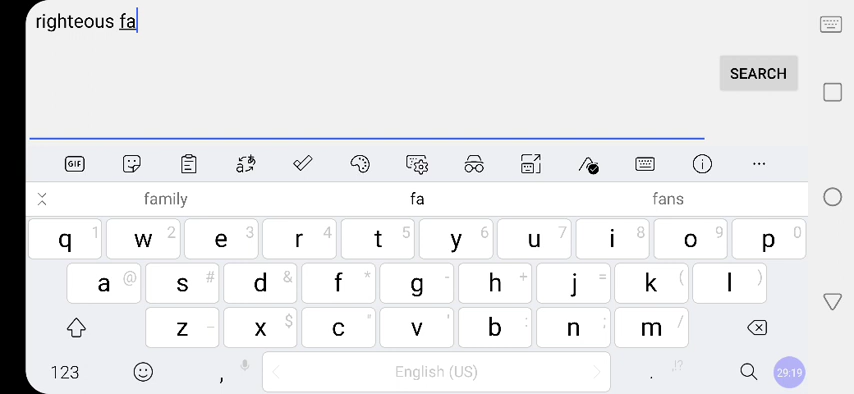 righteous fa
SEARCH
GIF
family fa fans
q 1 w 2 e 3 r 4 t 5 y 6 u 7 i 8 o 9 p 0
a @ s # d & f * g - h + j = k ( l )
z _ x $ c " v ' b : n ; m /
123 , English (US) . .!? 29:19